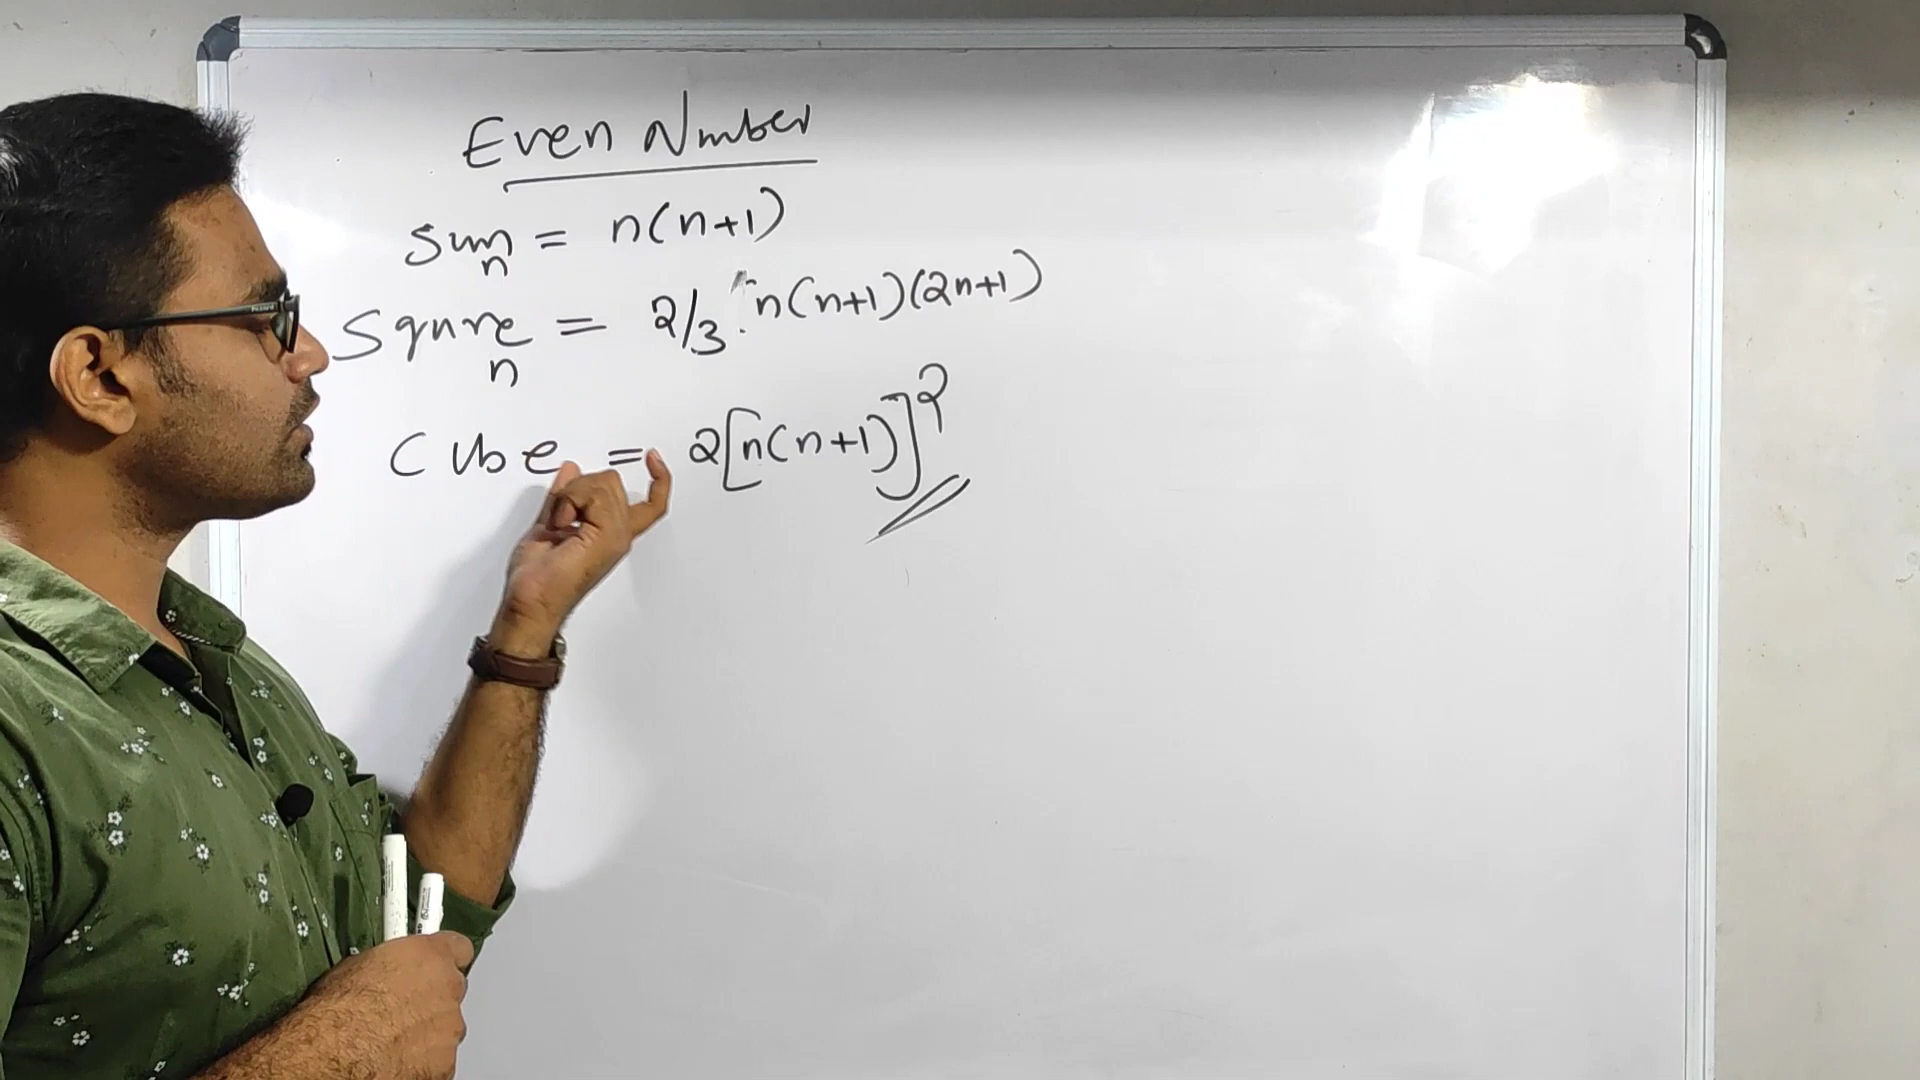 Even Number
Sum n = n(n+1)
Squre n = 2/3 . n(n+1)(2n+1)
Cube = 2[n(n+1)]²